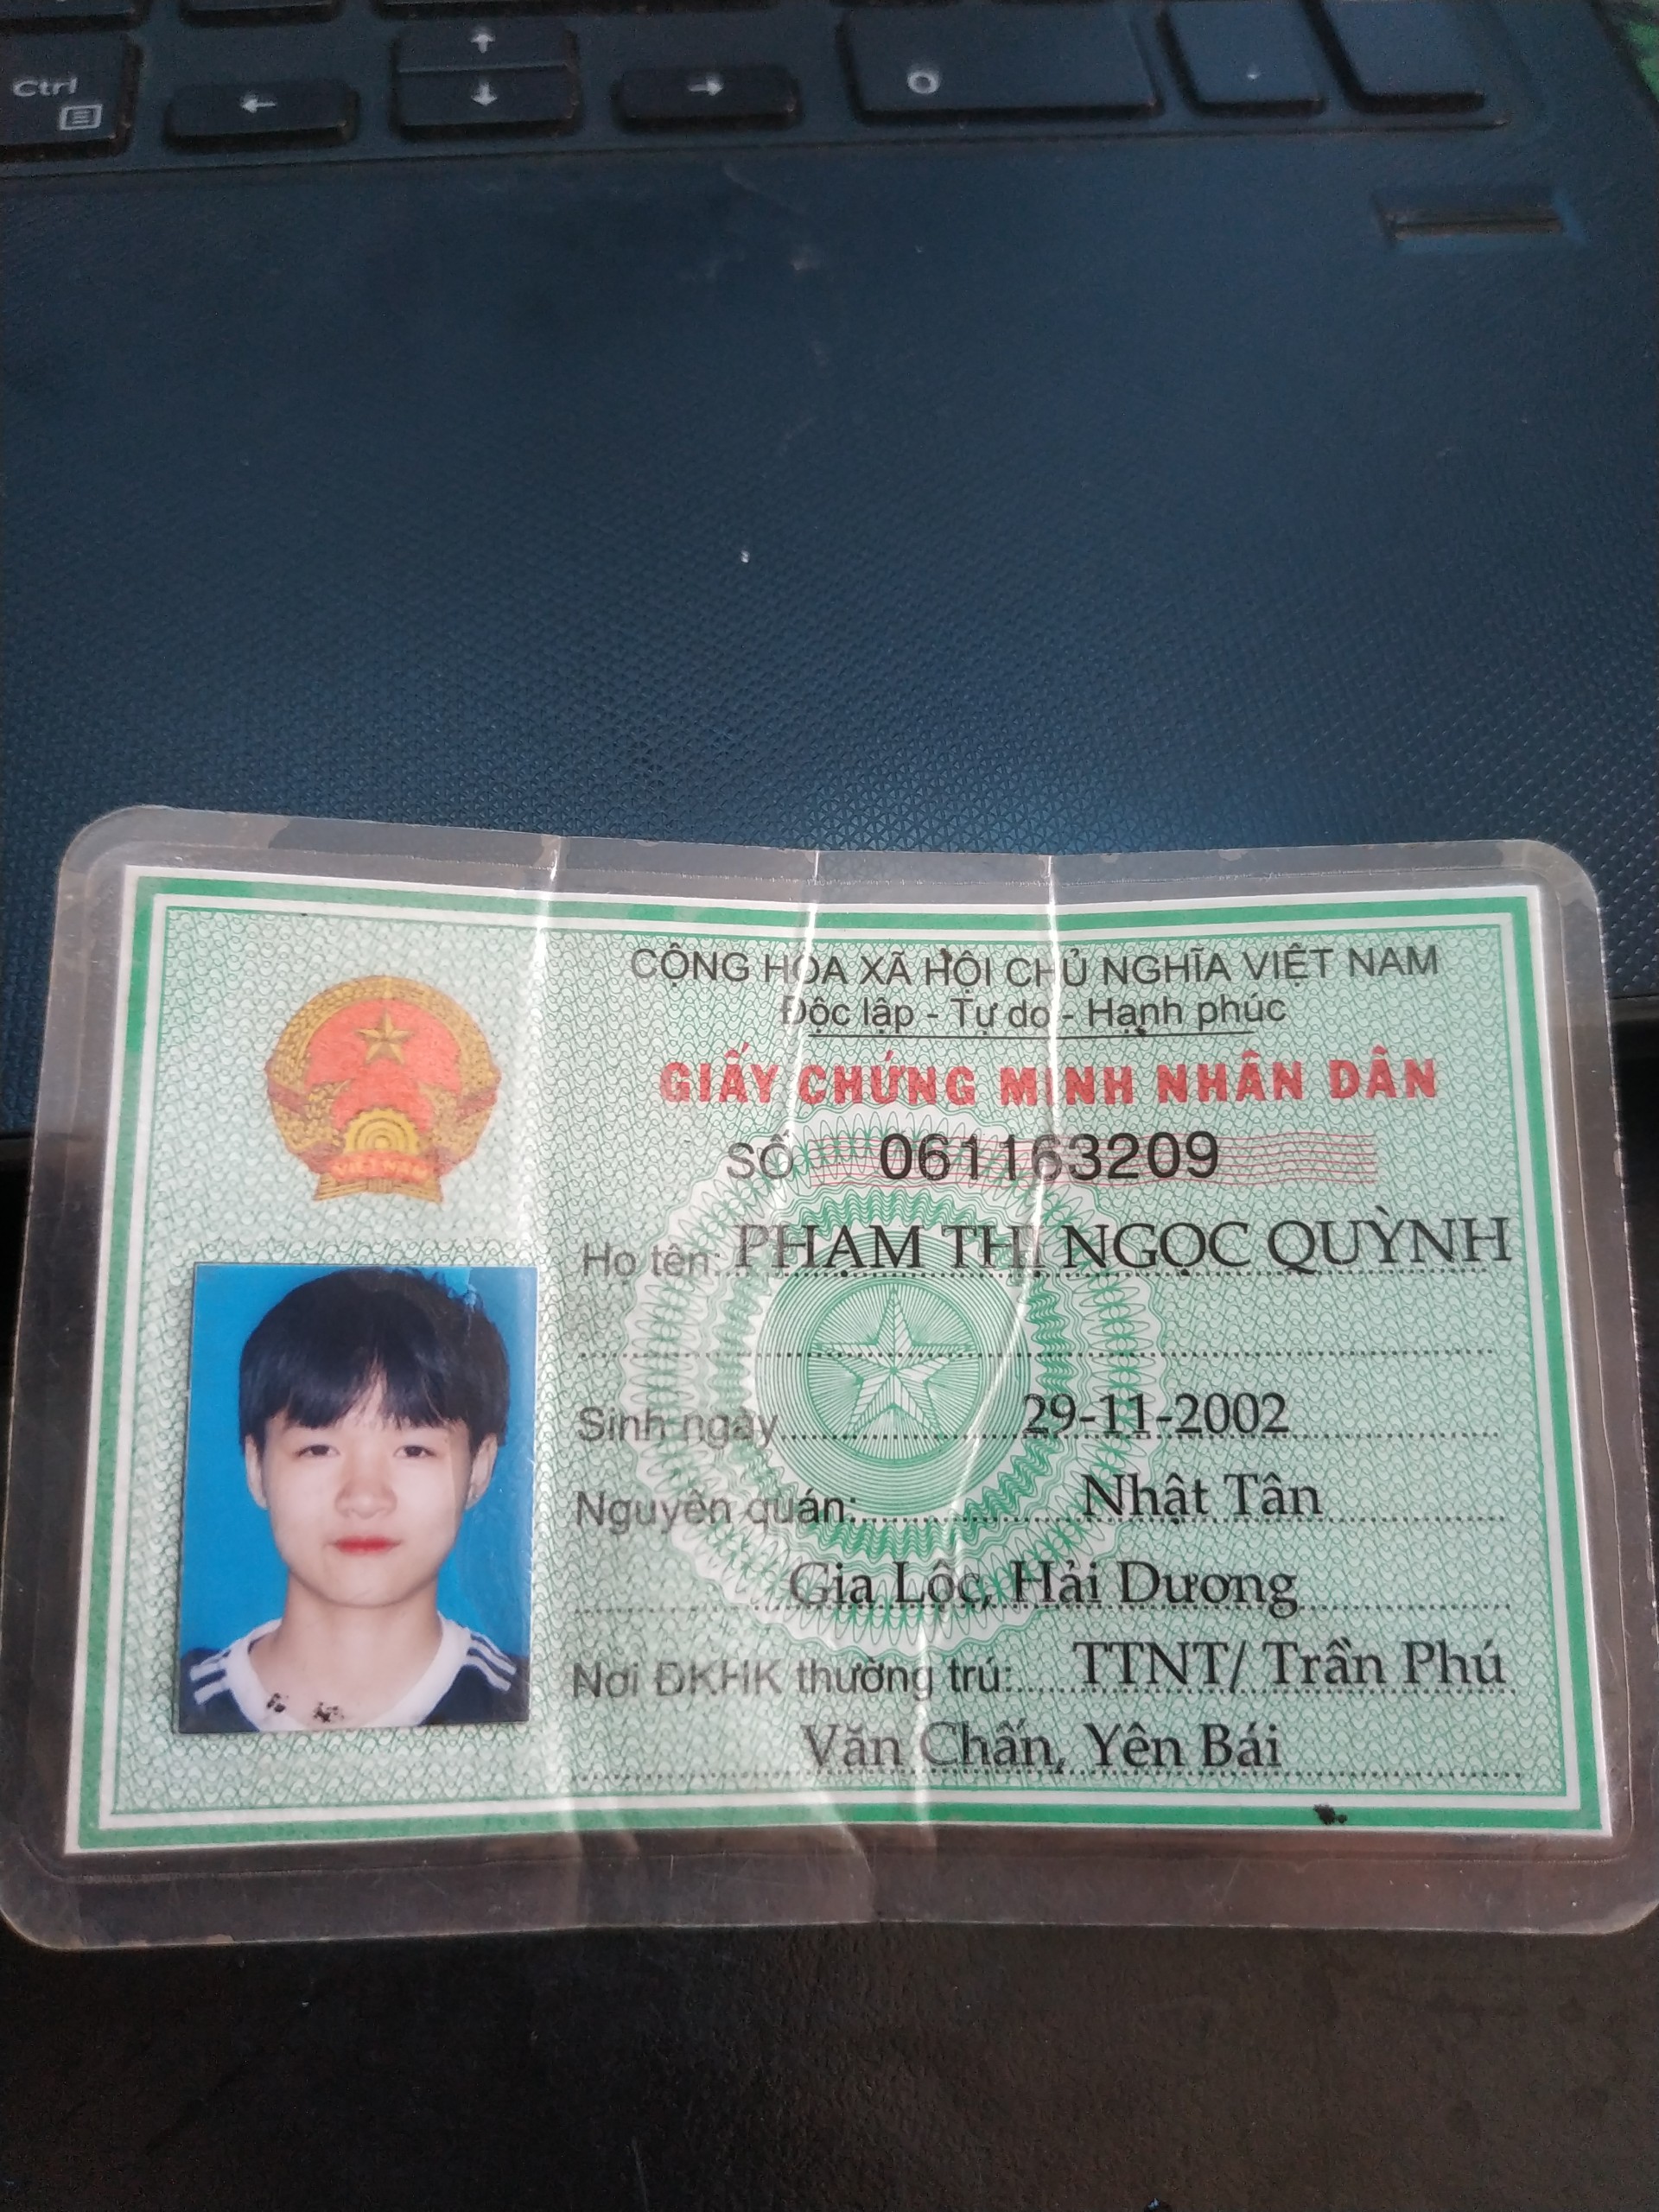 Ctrl
CỘNG HÒA XÃ HỘI CHỦ NGHĨA VIỆT NAM
Độc lập - Tự do - Hạnh phúc
GIẤY CHỨNG MINH NHÂN DÂN
SỐ 061163209
VIỆT NAM
Họ tên: PHẠM THỊ NGỌC QUỲNH
Sinh ngày 29-11-2002
Nguyên quán: Nhật Tân
Gia Lộc, Hải Dương
Nơi ĐKHK thường trú: TTNT/ Trần Phú
Văn Chấn, Yên Bái